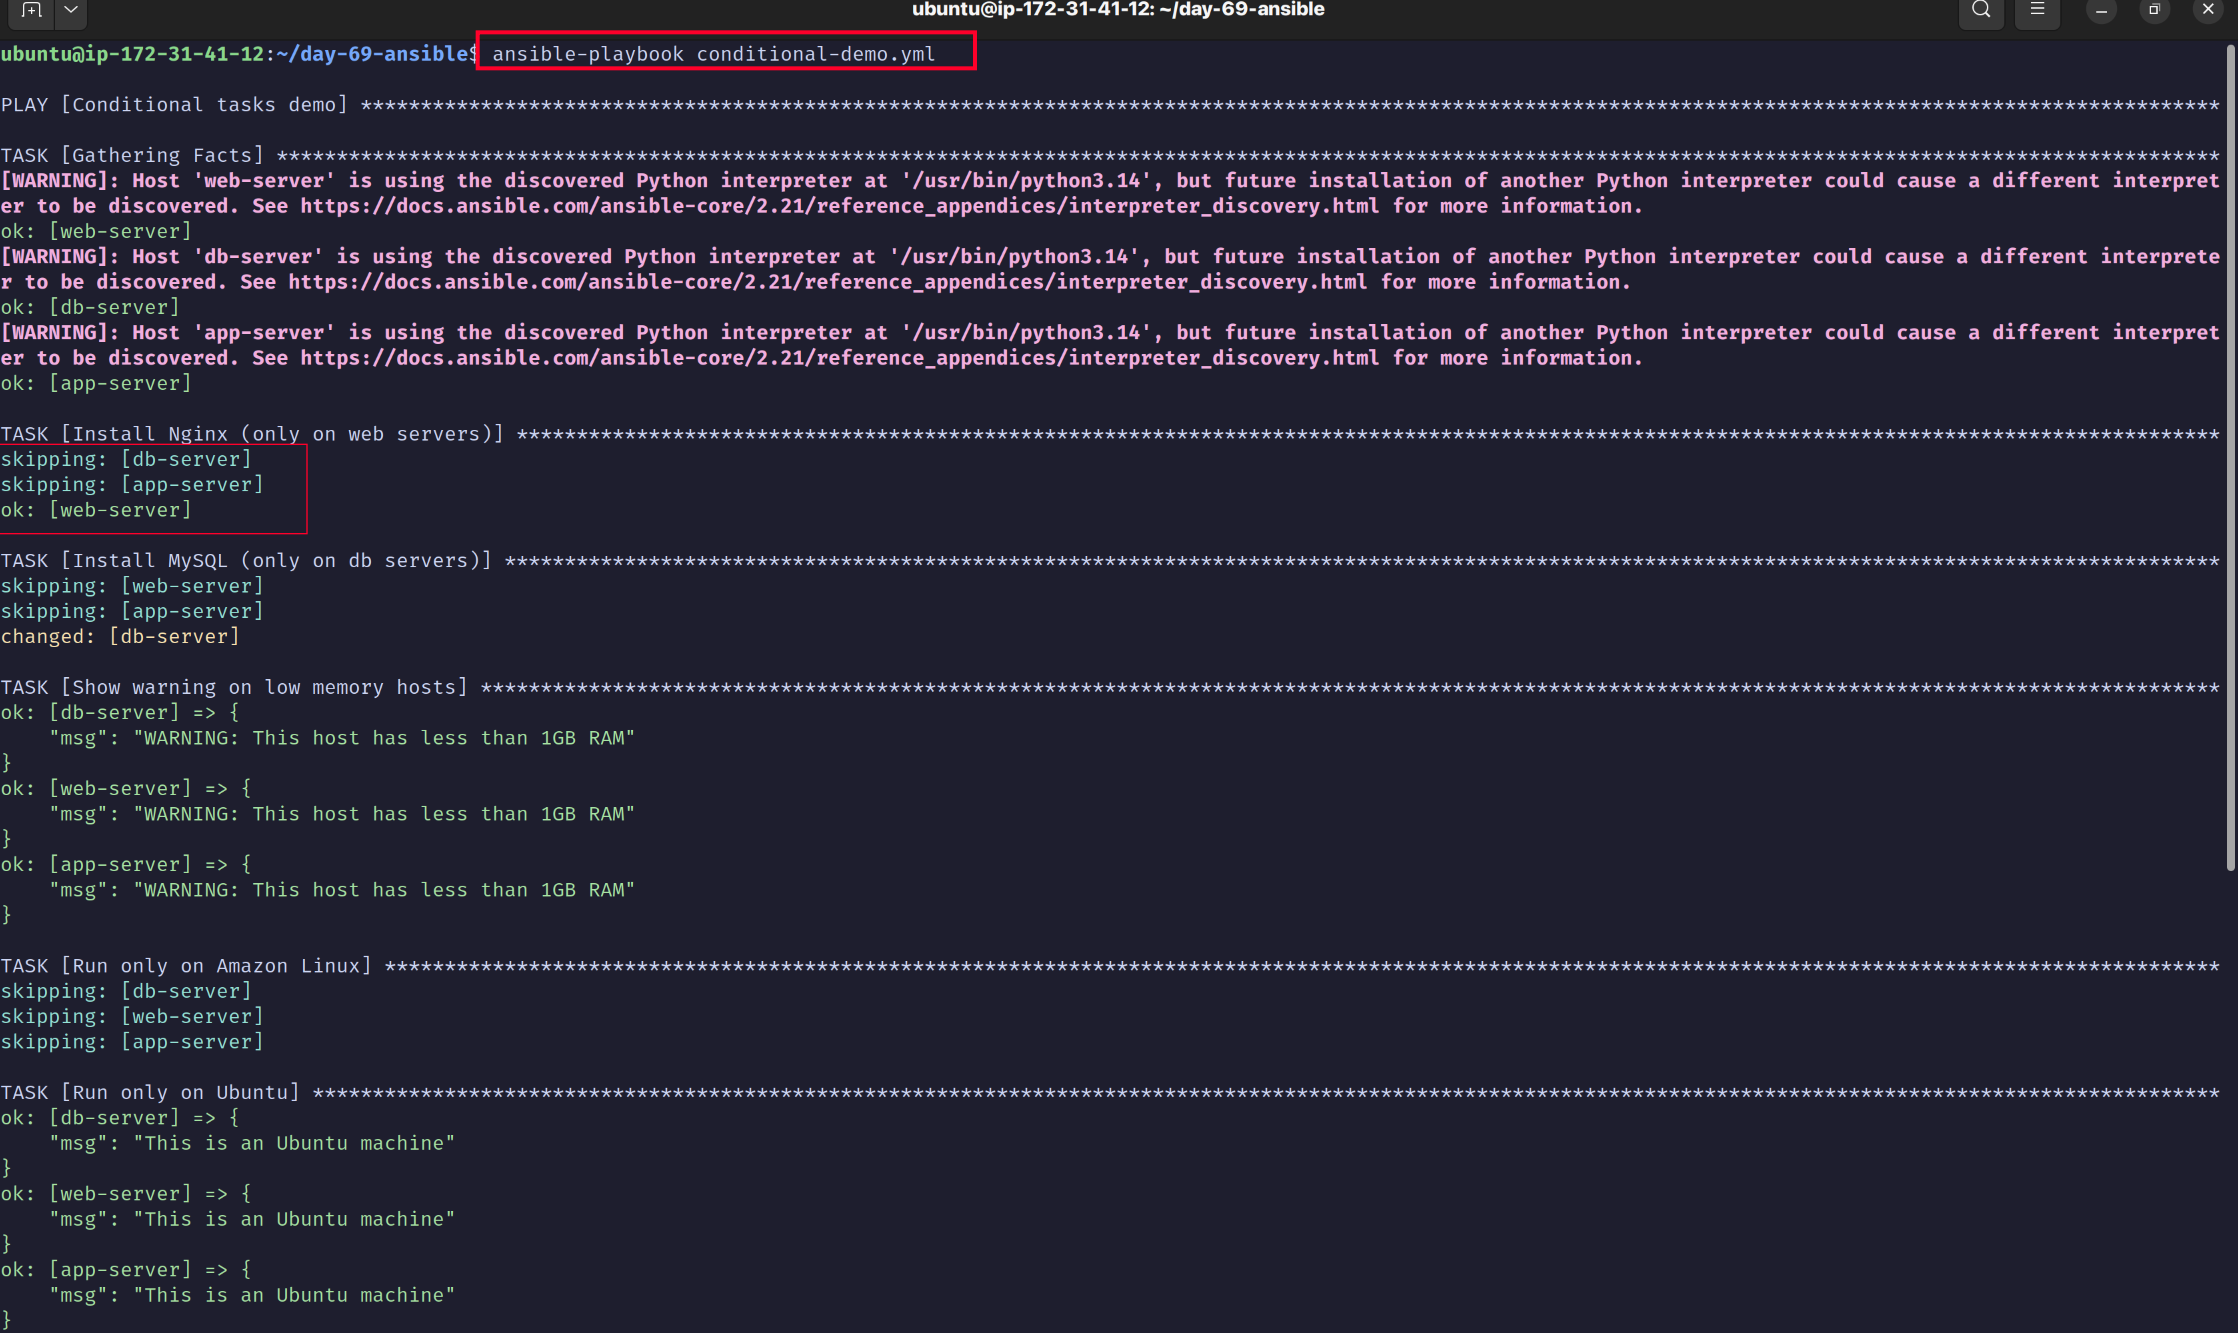 ubuntu@ip-172-31-41-12: ~/day-69-ansible
ubuntu@ip-172-31-41-12:~/day-69-ansible$ ansible-playbook conditional-demo.yml
PLAY [Conditional tasks demo] ***********************************************************************************************************************************************************
TASK [Gathering Facts] ******************************************************************************************************************************************************************
[WARNING]: Host 'web-server' is using the discovered Python interpreter at '/usr/bin/python3.14', but future installation of another Python interpreter could cause a different interpret
er to be discovered. See https://docs.ansible.com/ansible-core/2.21/reference_appendices/interpreter_discovery.html for more information.
ok: [web-server]
[WARNING]: Host 'db-server' is using the discovered Python interpreter at '/usr/bin/python3.14', but future installation of another Python interpreter could cause a different interprete
r to be discovered. See https://docs.ansible.com/ansible-core/2.21/reference_appendices/interpreter_discovery.html for more information.
ok: [db-server]
[WARNING]: Host 'app-server' is using the discovered Python interpreter at '/usr/bin/python3.14', but future installation of another Python interpreter could cause a different interpret
er to be discovered. See https://docs.ansible.com/ansible-core/2.21/reference_appendices/interpreter_discovery.html for more information.
ok: [app-server]
TASK [Install Nginx (only on web servers)] **********************************************************************************************************************************************
skipping: [db-server]
skipping: [app-server]
ok: [web-server]
TASK [Install MySQL (only on db servers)] ***********************************************************************************************************************************************
skipping: [web-server]
skipping: [app-server]
changed: [db-server]
TASK [Show warning on low memory hosts] *************************************************************************************************************************************************
ok: [db-server] => {
    "msg": "WARNING: This host has less than 1GB RAM"
}
ok: [web-server] => {
    "msg": "WARNING: This host has less than 1GB RAM"
}
ok: [app-server] => {
    "msg": "WARNING: This host has less than 1GB RAM"
}
TASK [Run only on Amazon Linux] *********************************************************************************************************************************************************
skipping: [db-server]
skipping: [web-server]
skipping: [app-server]
TASK [Run only on Ubuntu] ***************************************************************************************************************************************************************
ok: [db-server] => {
    "msg": "This is an Ubuntu machine"
}
ok: [web-server] => {
    "msg": "This is an Ubuntu machine"
}
ok: [app-server] => {
    "msg": "This is an Ubuntu machine"
}